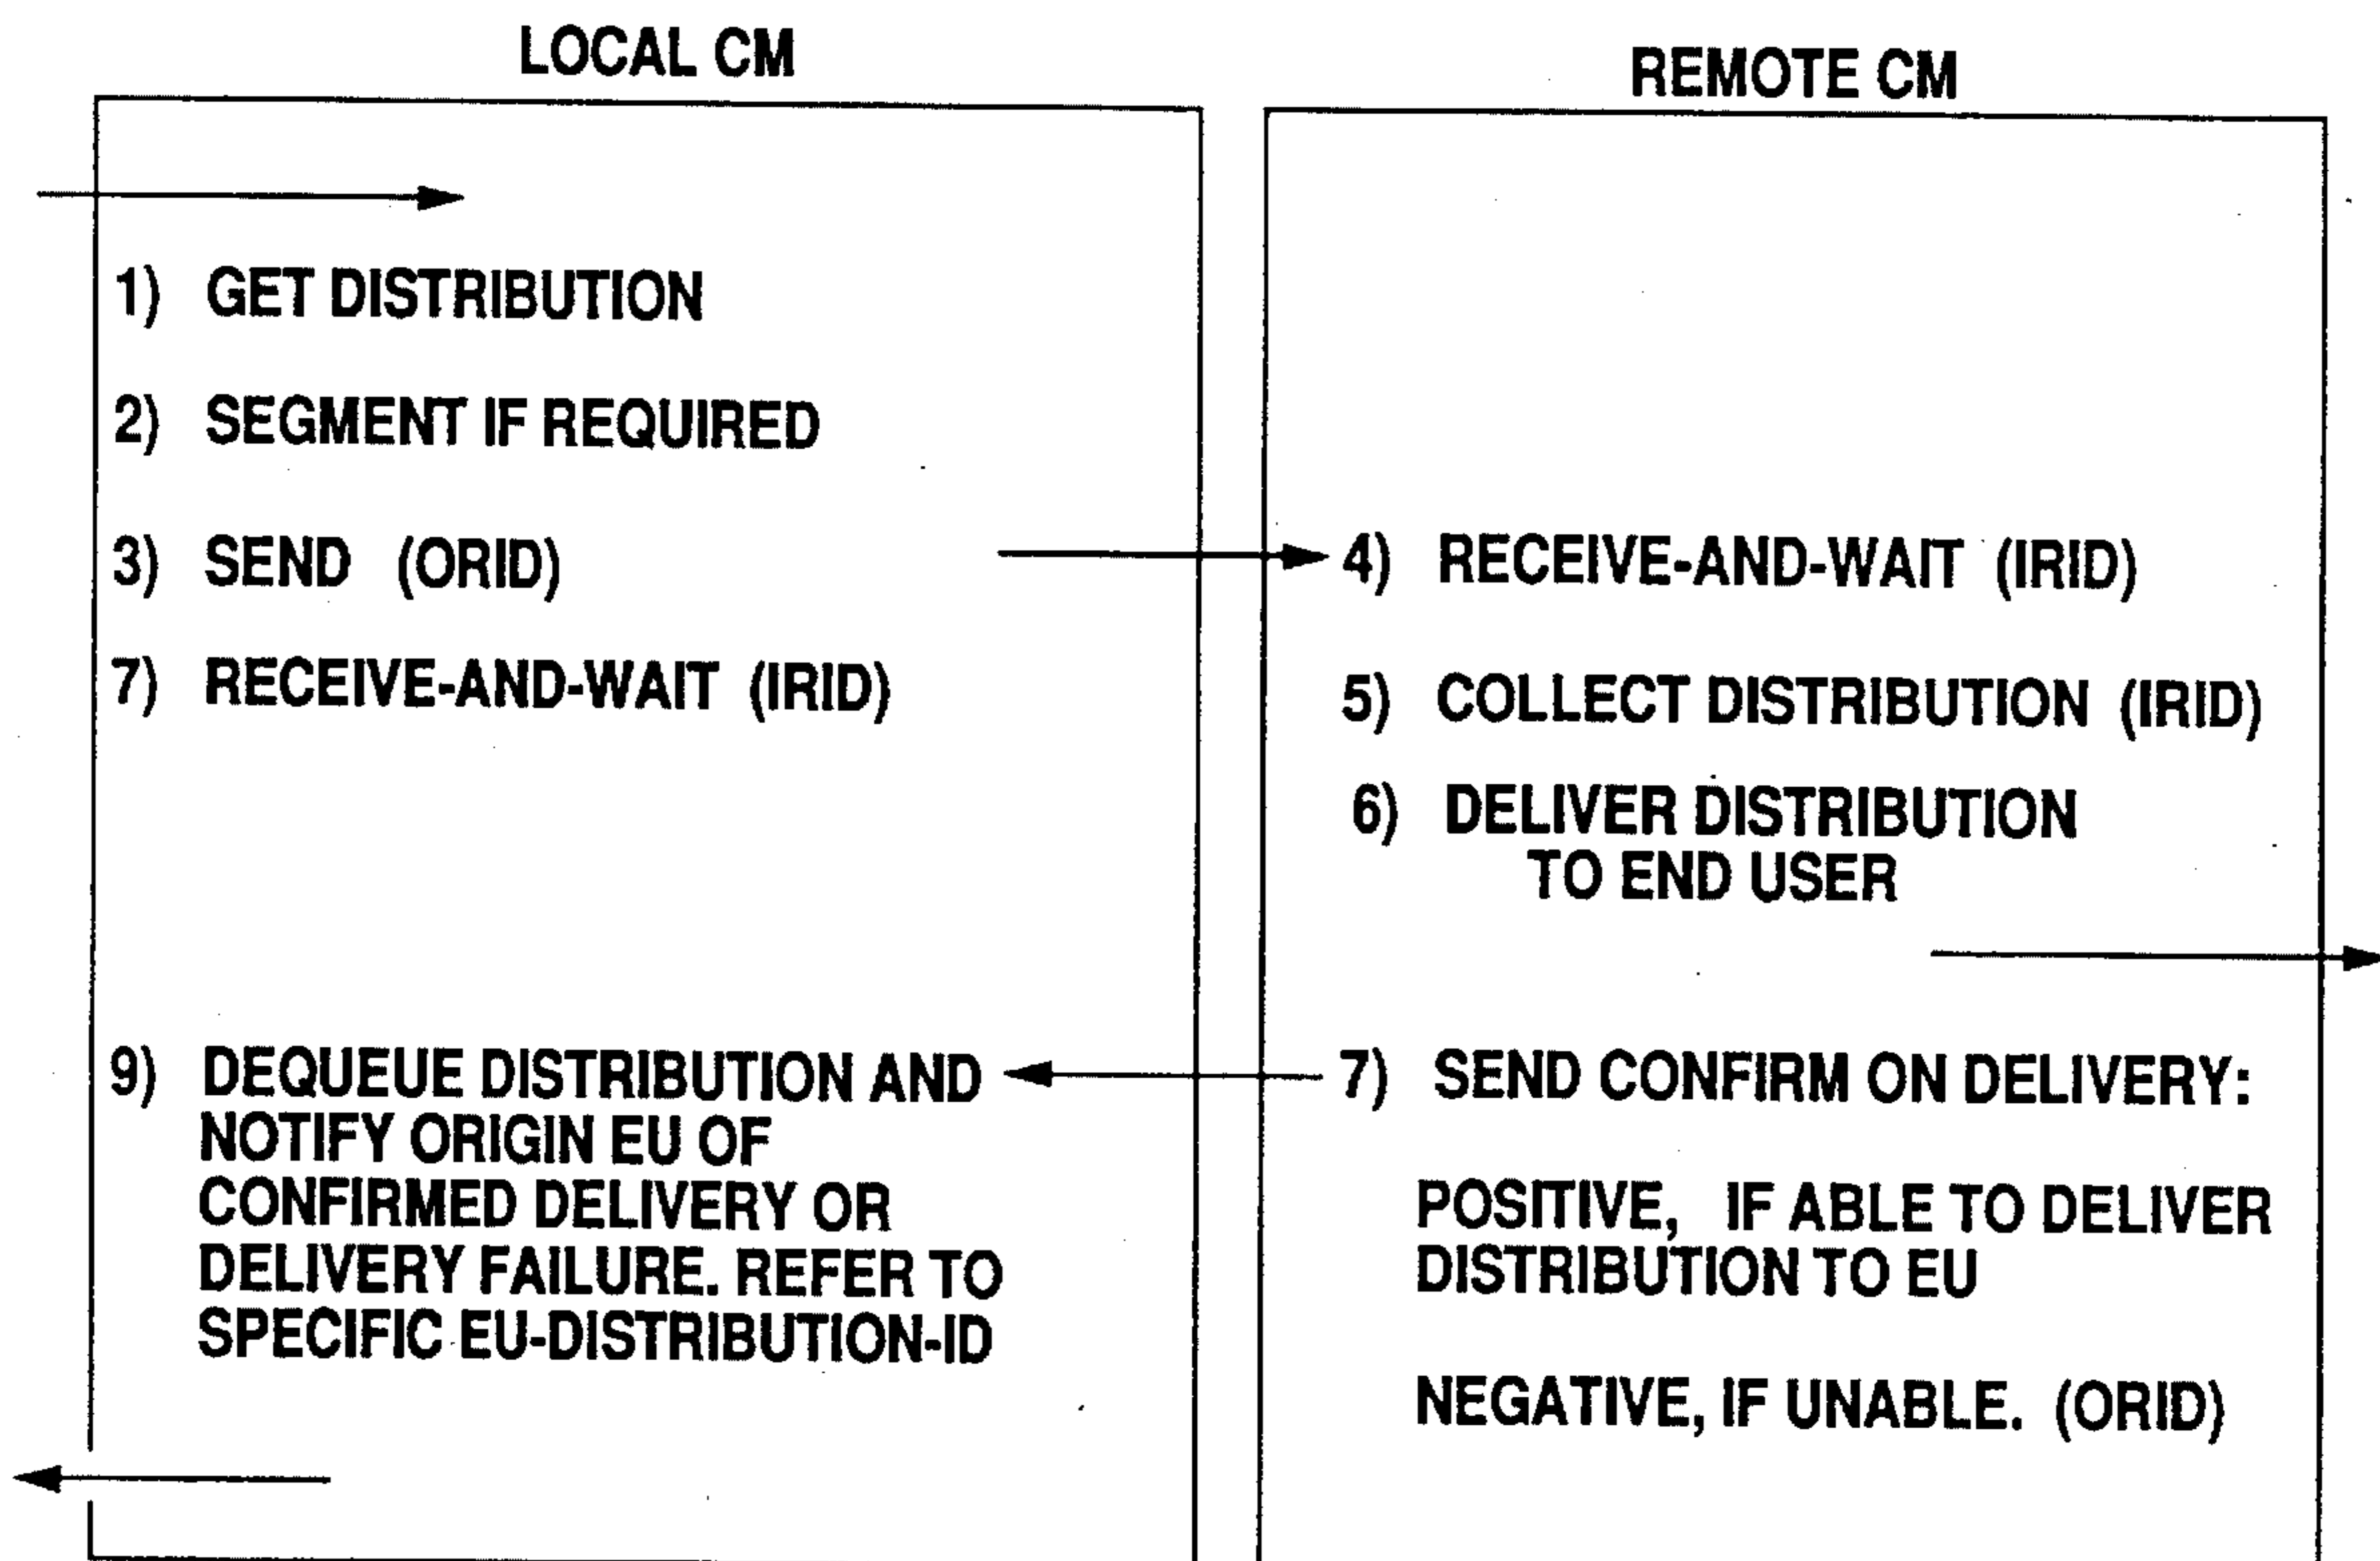 LOCAL CM
1) GET DISTRIBUTION
2) SEGMENT IF REQUIRED
3) SEND (ORID)
7) RECEIVE-AND-WAIT (IRID)
9) DEQUEUE DISTRIBUTION AND
NOTIFY ORIGIN EU OF
CONFIRMED DELIVERY OR
DELIVERY FAILURE. REFER TO
SPECIFIC EU-DISTRIBUTION-ID
REMOTE CM
4) RECEIVE-AND-WAIT (IRID)
5) COLLECT DISTRIBUTION (IRID)
6) DELIVER DISTRIBUTION
TO END USER
7) SEND CONFIRM ON DELIVERY:
POSITIVE, IF ABLE TO DELIVER
DISTRIBUTION TO EU
NEGATIVE, IF UNABLE. (ORID)